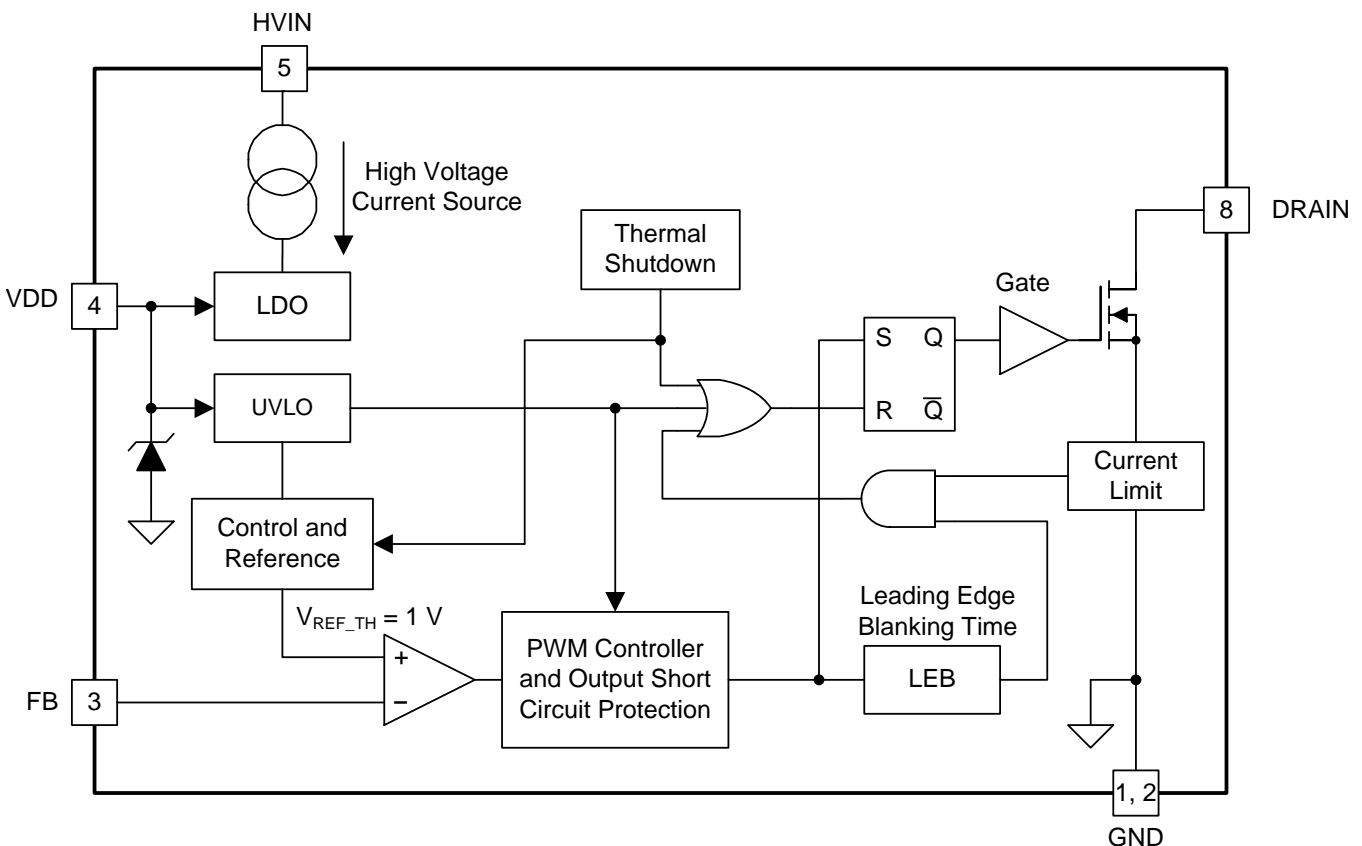 HVIN
5
High Voltage
Current Source
8
DRAIN
Thermal
Shutdown
VDD
4
LDO
Gate
S
Q
UVLO
R
Q̅
Current
Limit
Control and
Reference
V_REF_TH = 1 V
Leading Edge
Blanking Time
+
PWM Controller
and Output Short
Circuit Protection
LEB
FB
3
−
1, 2
GND